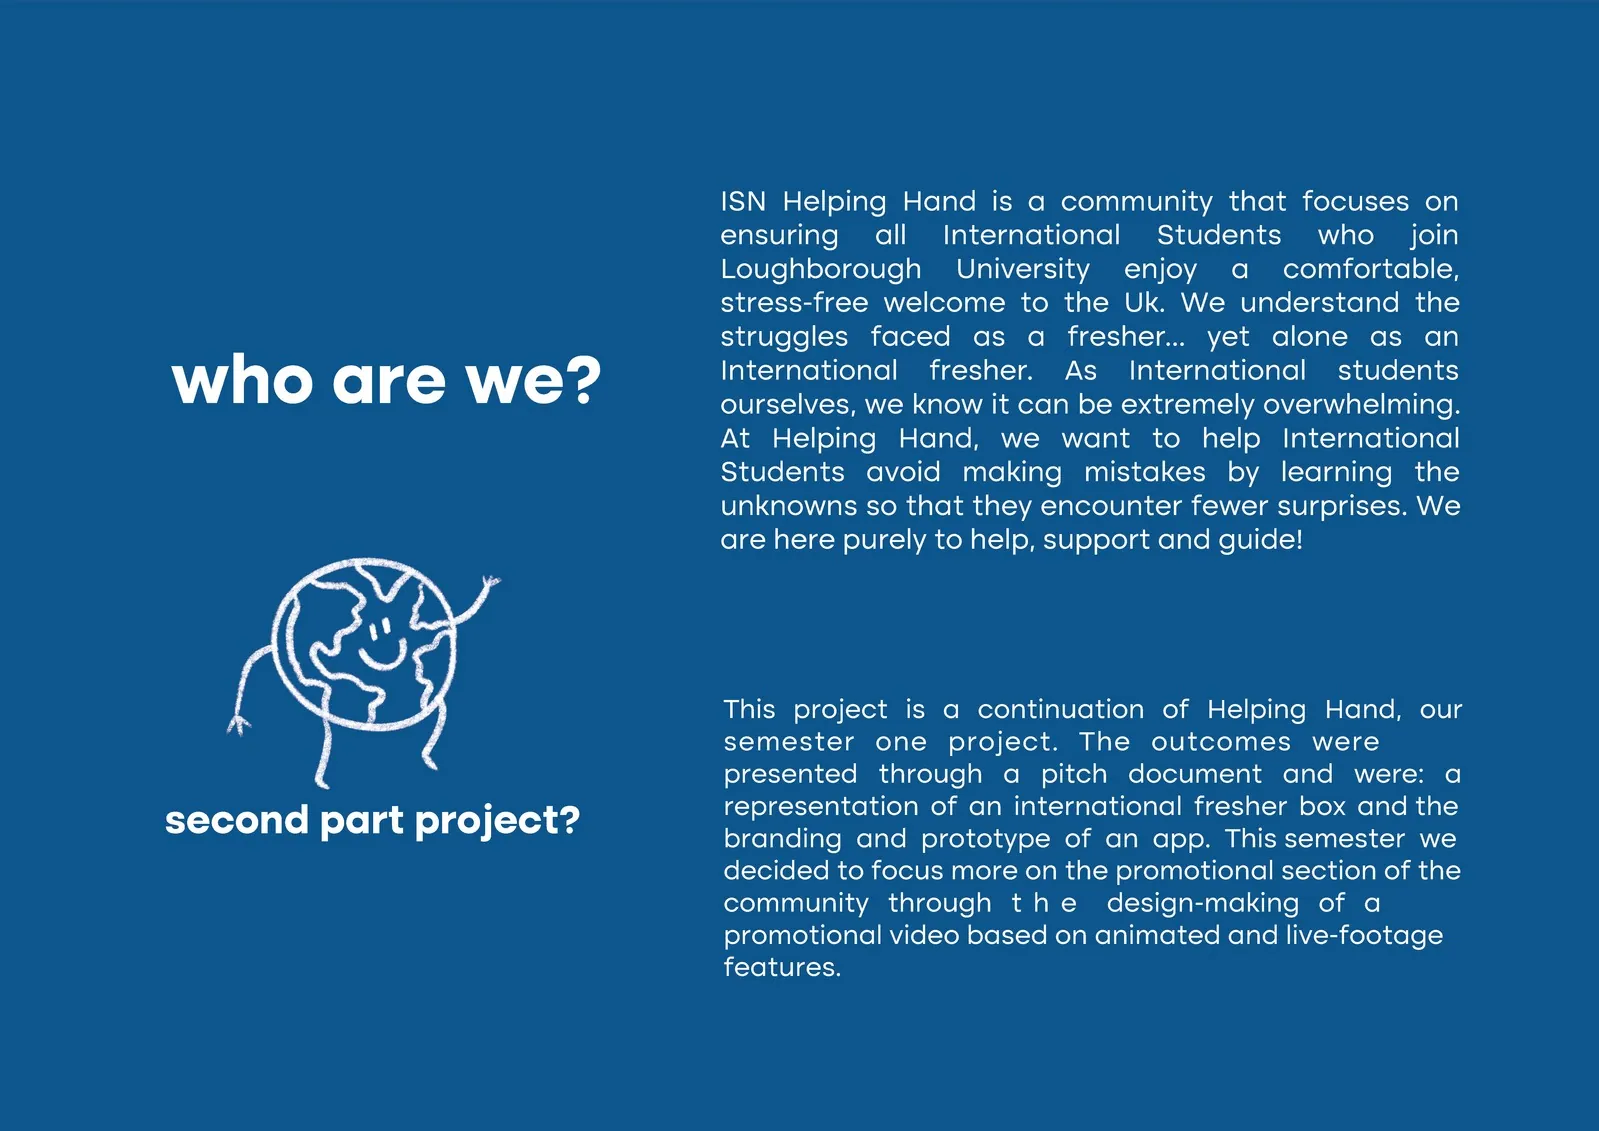 who are we?
ISN Helping Hand is a community that focuses on
ensuring all International Students who join
Loughborough University enjoy a comfortable,
stress-free welcome to the Uk. We understand the
struggles faced as a fresher... yet alone as an
International fresher. As International students
ourselves, we know it can be extremely overwhelming.
At Helping Hand, we want to help International
Students avoid making mistakes by learning the
unknowns so that they encounter fewer surprises. We
are here purely to help, support and guide!
second part project?
This project is a continuation of Helping Hand, our
semester one project. The outcomes were
presented through a pitch document and were: a
representation of an international fresher box and the
branding and prototype of an app. This semester we
decided to focus more on the promotional section of the
community through the design-making of a
promotional video based on animated and live-footage
features.